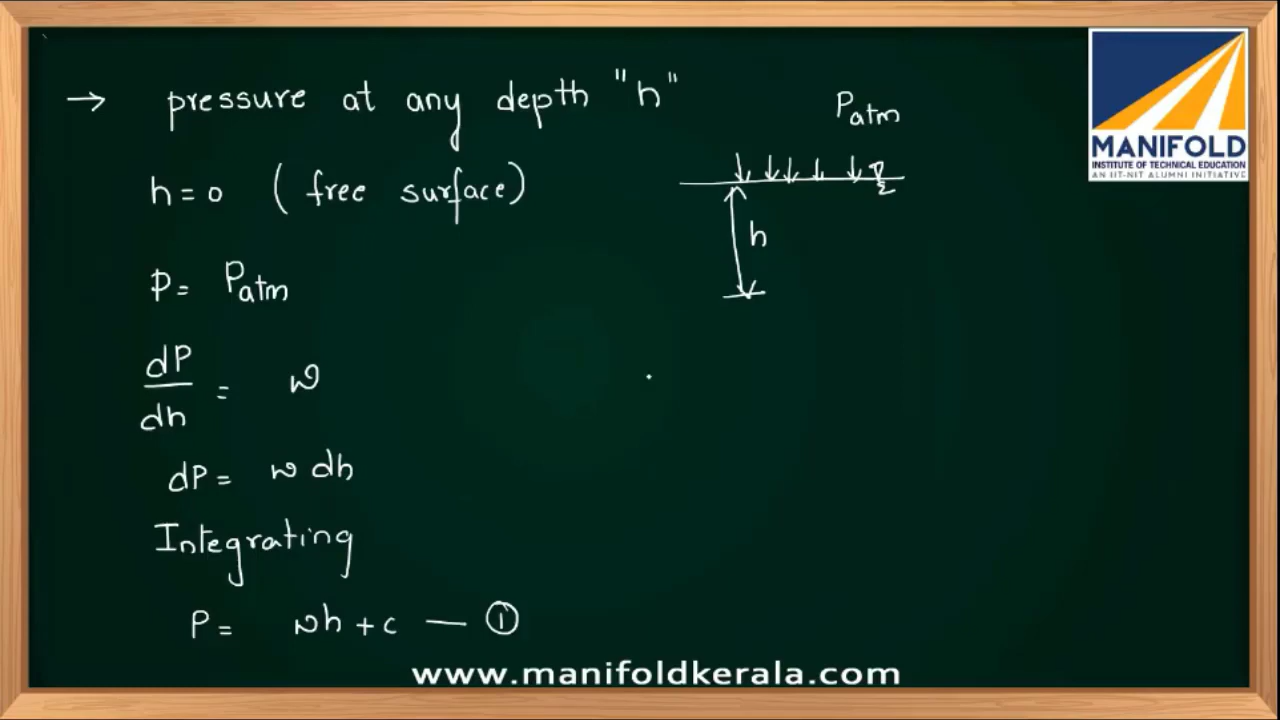 → pressure at any depth "h"
h = 0 ( free surface)
P = Patm
dP
dh
= w
dP = w dh
Integrating
P = wh + c — ①
Patm
h
MANIFOLD
INSTITUTE OF TECHNICAL EDUCATION
AN IIT-NIT ALUMNI INITIATIVE
www.manifoldkerala.com